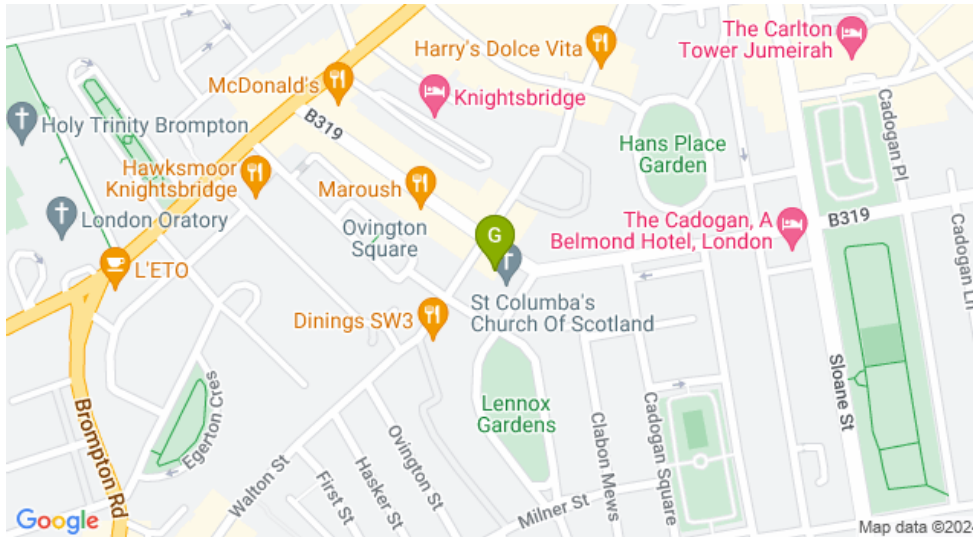 The Carlton
Tower Jumeirah
Harry's Dolce Vita
McDonald's
Knightsbridge
Holy Trinity Brompton
B319
Hans Place
Garden
Cadogan Pl
Hawksmoor
Knightsbridge
Maroush
London Oratory
Ovington
Square
G
The Cadogan, A
Belmond Hotel, London
B319
Cadogan Ln
L'ETO
St Columba's
Church Of Scotland
Dinings SW3
Sloane St
Lennox
Gardens
Egerton Cres
Brompton Rd
Walton St
First St
Hasker St
Ovington St
Clabon Mews
Cadogan Square
Milner St
Google
Map data ©2024